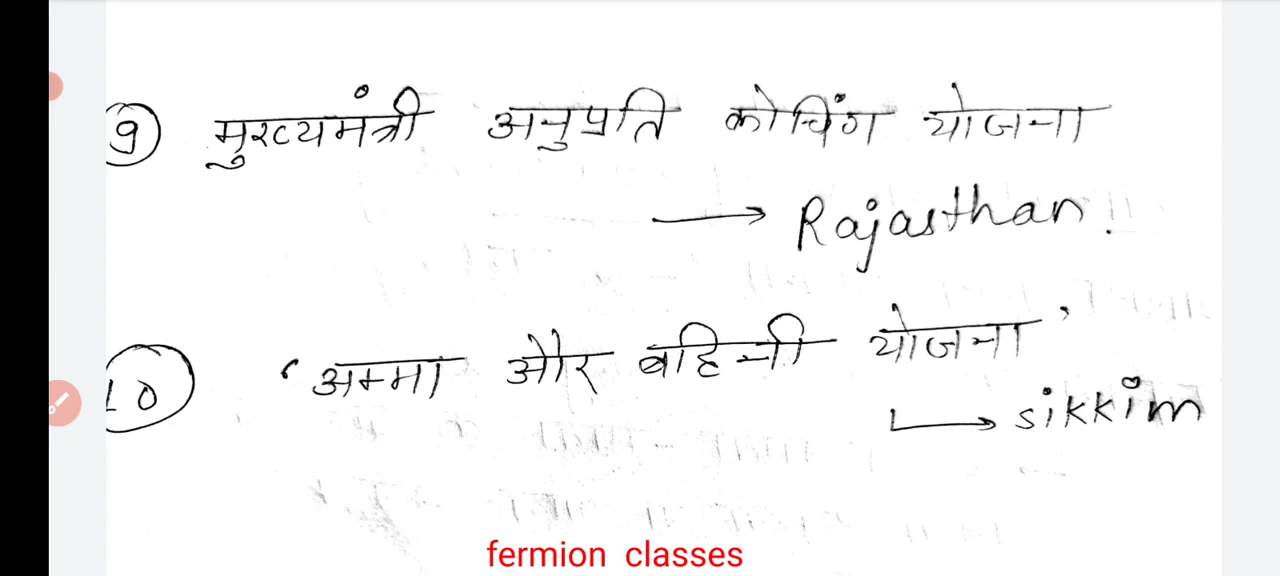 9 मुख्यमंत्री अनुप्रति कोचिंग योजना
→ Rajasthan!
10 'अम्मा और बहिनी योजना'
↳ sikkim
fermion classes